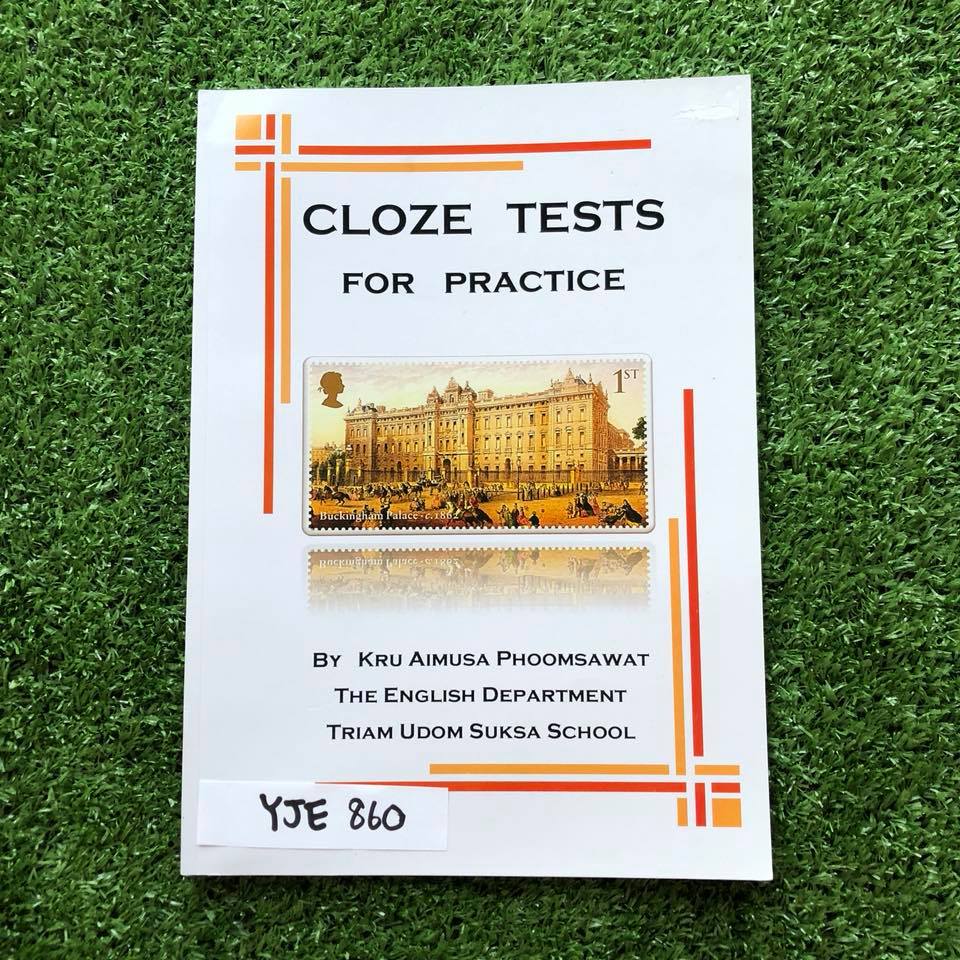 CLOZE TESTS
FOR PRACTICE
1ST
Buckingham Palace · c.1862
BY KRU AIMUSA PHOOMSAWAT
THE ENGLISH DEPARTMENT
TRIAM UDOM SUKSA SCHOOL
YJE 860